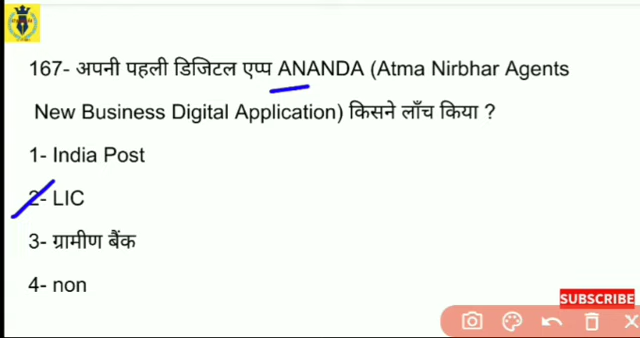 167- अपनी पहली डिजिटल एप्प ANANDA (Atma Nirbhar Agents
New Business Digital Application) किसने लाँच किया ?
1- India Post
2- LIC
3- ग्रामीण बैंक
4- non
SUBSCRIBE